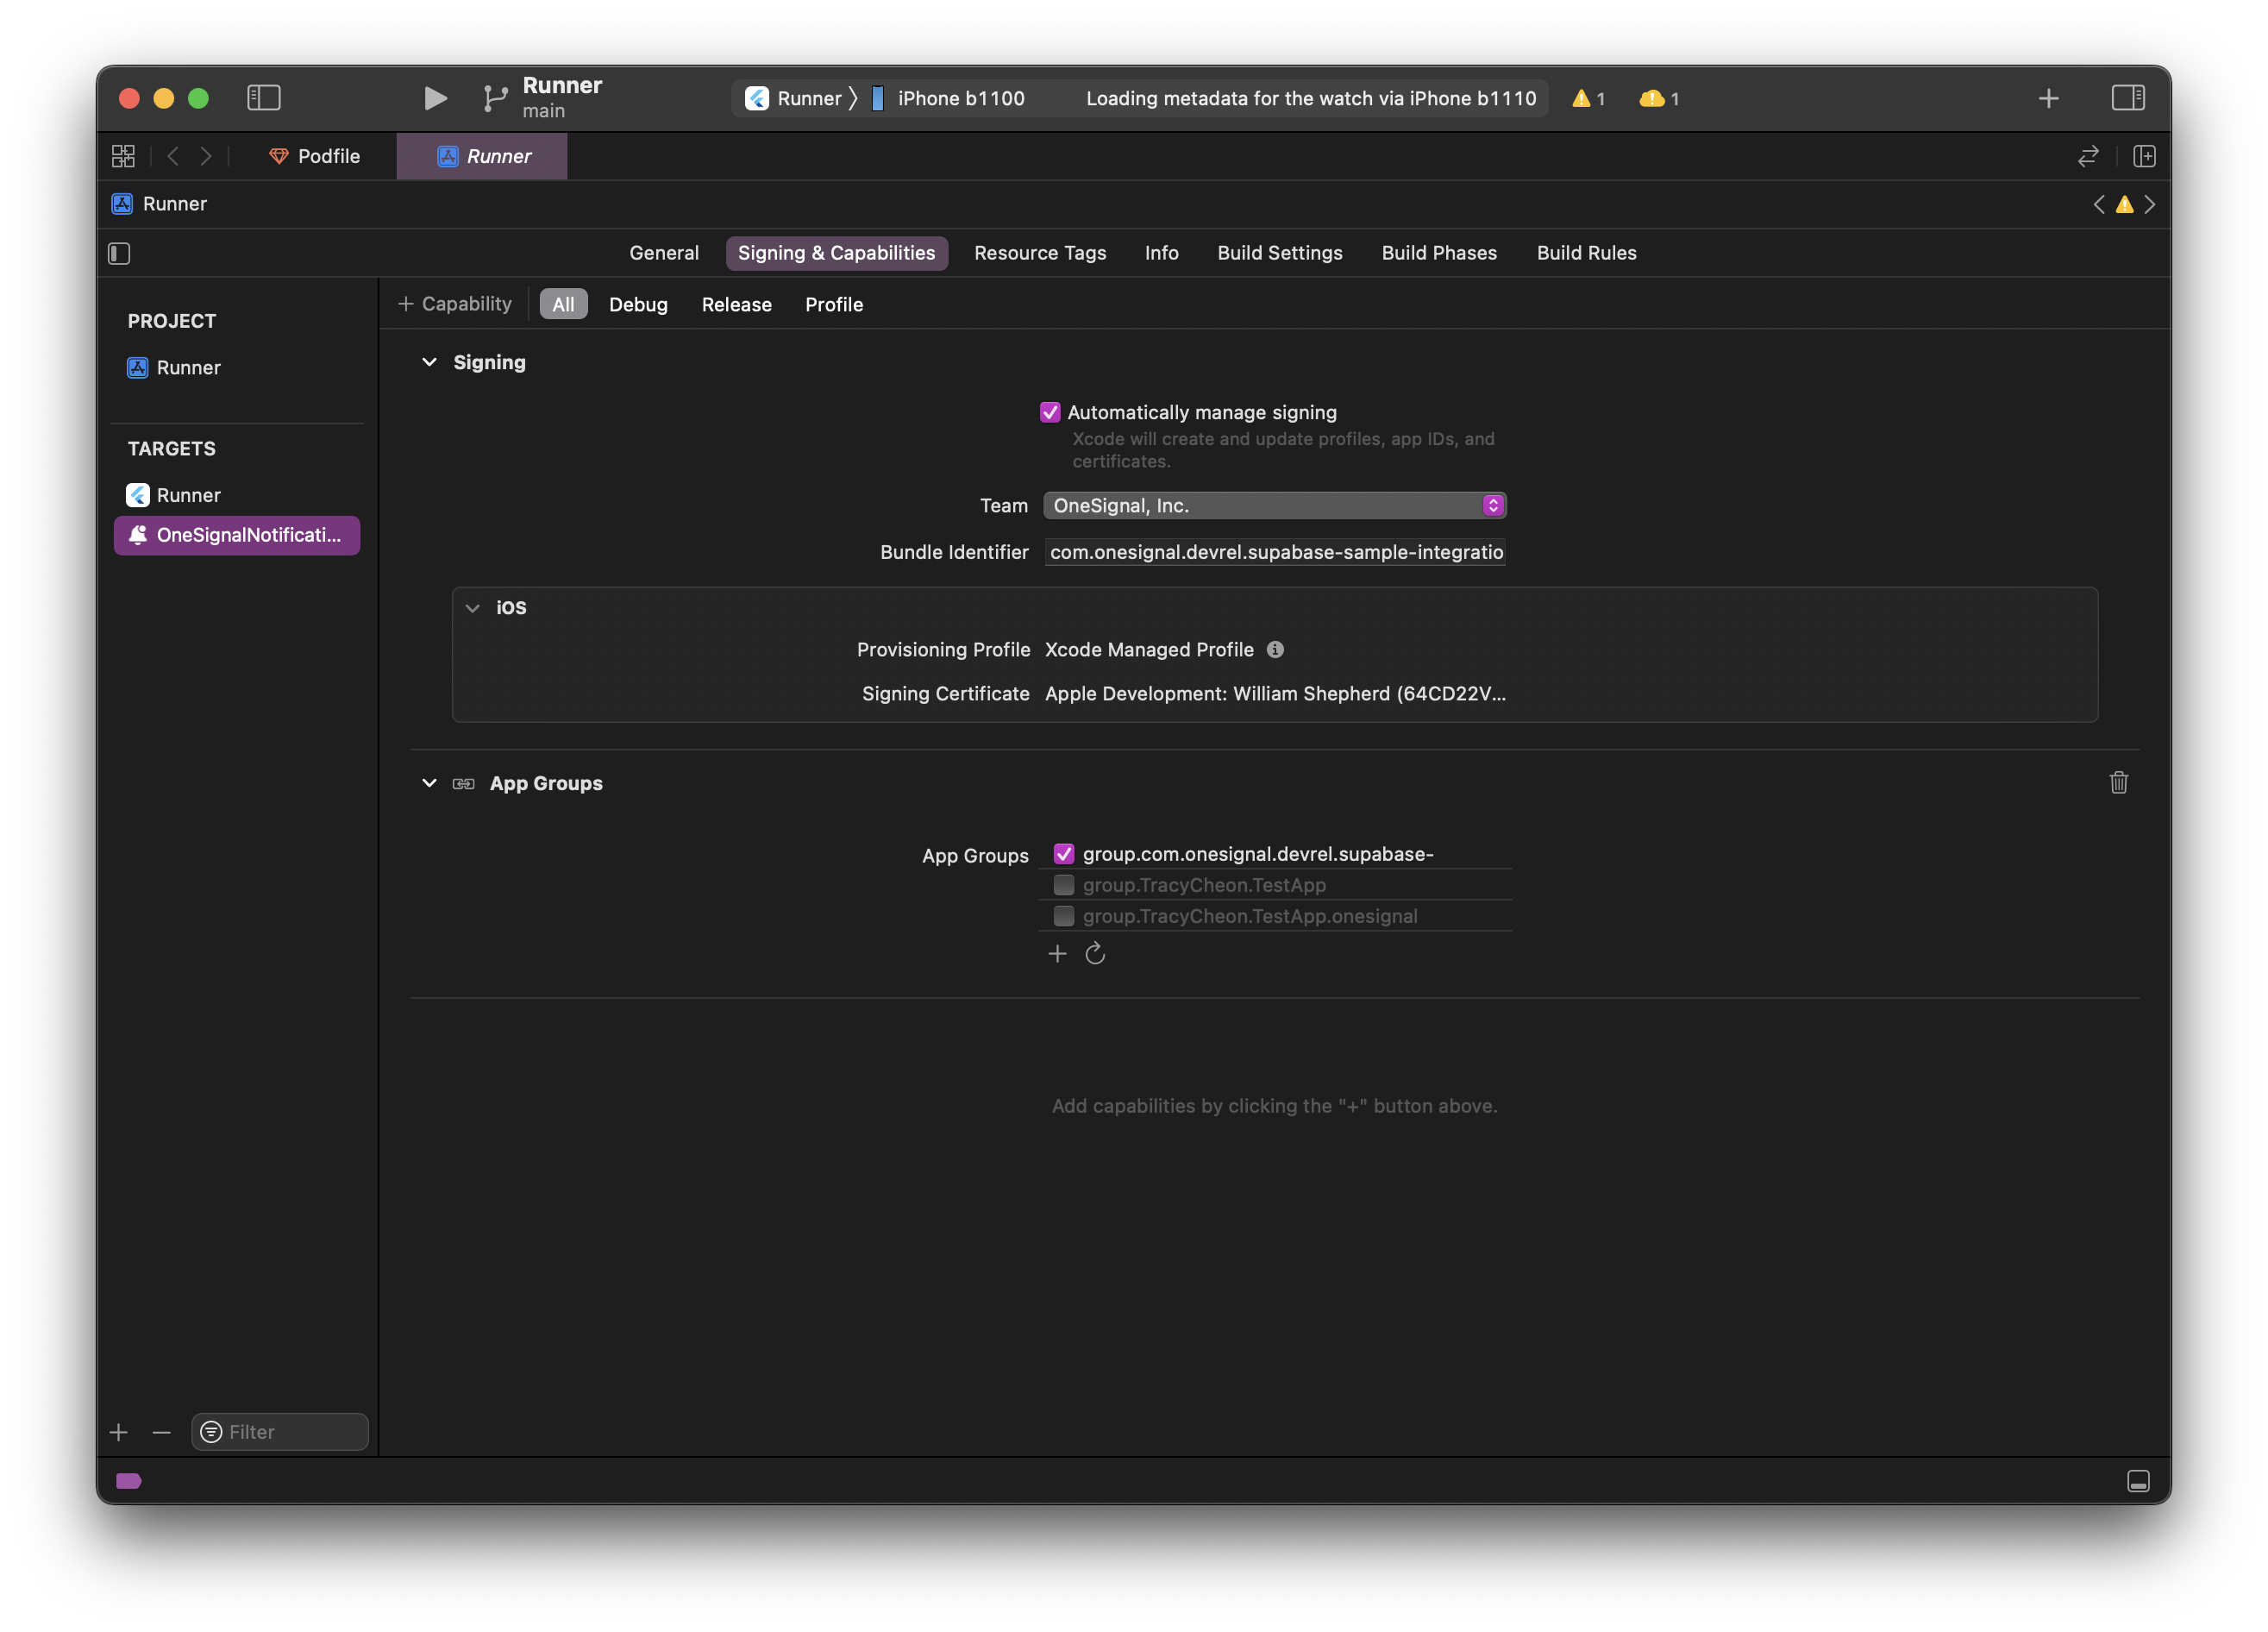 Runner
main
Runner
iPhone b1100
Loading metadata for the watch via iPhone b1110
1
1
Podfile
Runner
Runner
General
Signing & Capabilities
Resource Tags
Info
Build Settings
Build Phases
Build Rules
PROJECT
Runner
TARGETS
Runner
OneSignalNotificati...
+ Capability
All
Debug
Release
Profile
Signing
Automatically manage signing
Xcode will create and update profiles, app IDs, and
certificates.
Team
OneSignal, Inc.
Bundle Identifier
com.onesignal.devrel.supabase-sample-integratio
iOS
Provisioning Profile
Xcode Managed Profile
Signing Certificate
Apple Development: William Shepherd (64CD22V...
App Groups
App Groups
group.com.onesignal.devrel.supabase-
group.TracyCheon.TestApp
group.TracyCheon.TestApp.onesignal
Add capabilities by clicking the "+" button above.
Filter